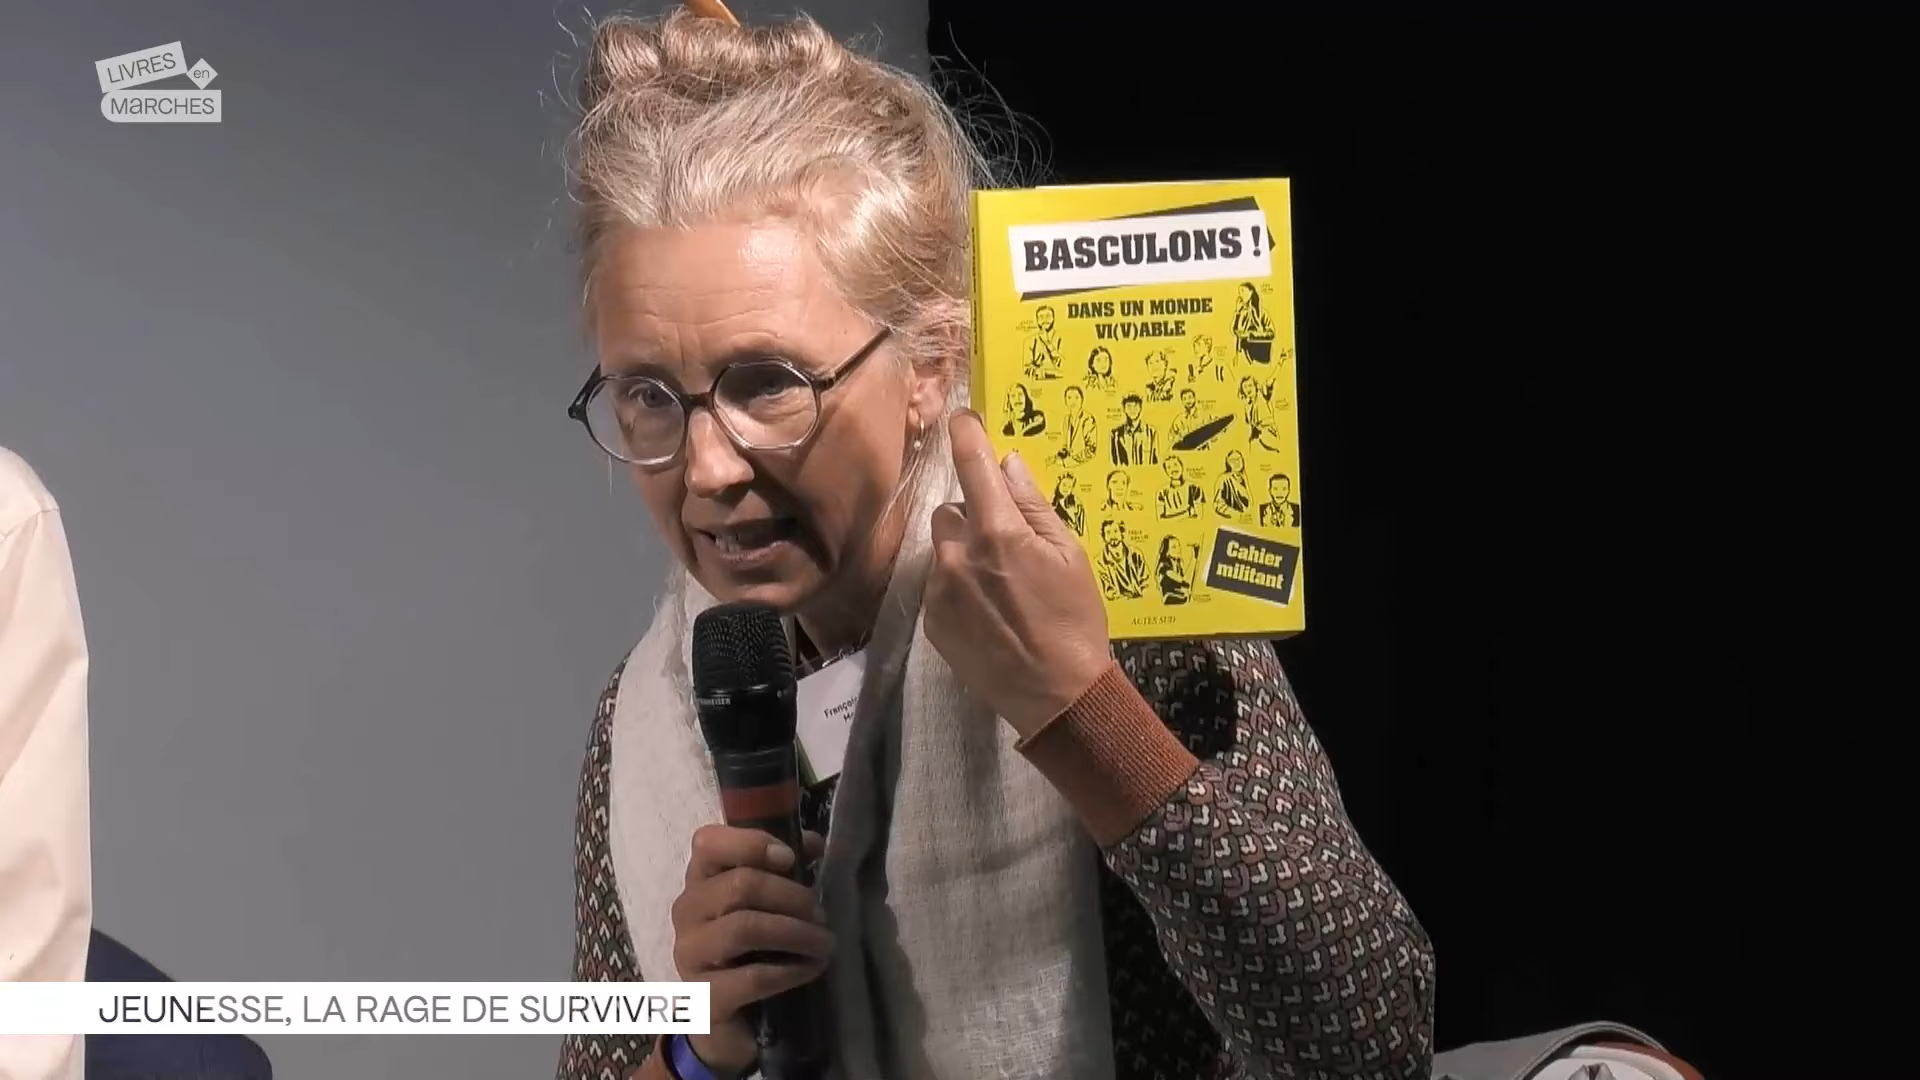 LIVRES
en
MARCHES
BASCULONS !
DANS UN MONDE
VI(V)ABLE
Cahier
militant
ACTES SUD
JEUNESSE, LA RAGE DE SURVIVRE